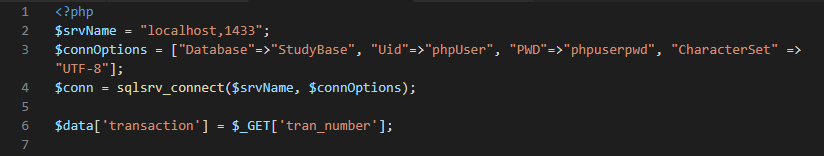 1 <?php
2 $srvName = "localhost,1433";
3 $connOptions = ["Database"=>"StudyBase", "Uid"=>"phpUser", "PWD"=>"phpuserpwd", "CharacterSet" =>
"UTF-8"];
4 $conn = sqlsrv_connect($srvName, $connOptions);
5
6 $data['transaction'] = $_GET['tran_number'];
7